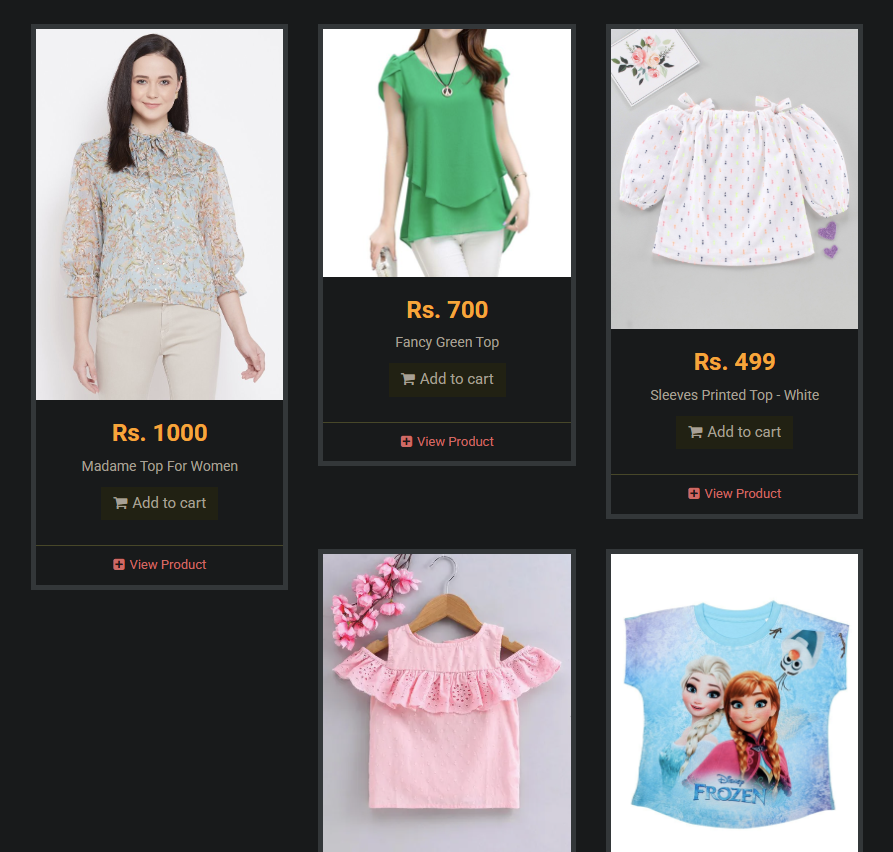 Rs. 1000
Madame Top For Women
Add to cart
View Product
Rs. 700
Fancy Green Top
Add to cart
View Product
Rs. 499
Sleeves Printed Top - White
Add to cart
View Product
Disney
FROZEN